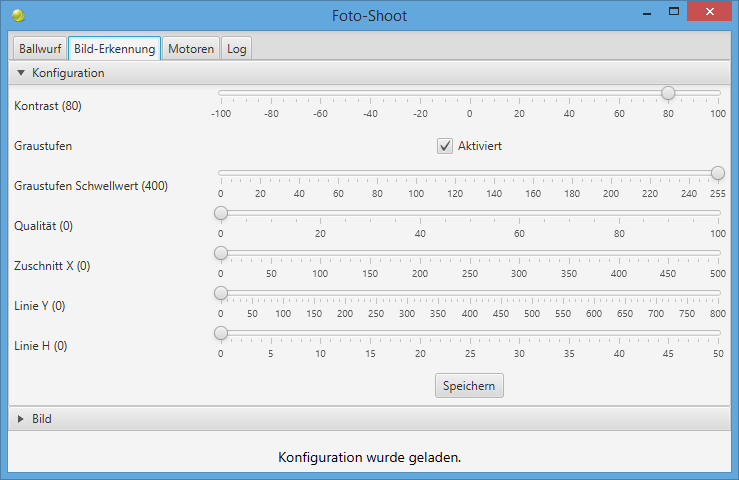 Foto-Shoot
Ballwurf Bild-Erkennung Motoren Log
Konfiguration
Kontrast (80)
-100 -80 -60 -40 -20 0 20 40 60 80 100
Graustufen Aktiviert
Graustufen Schwellwert (400)
0 20 40 60 80 100 120 140 160 180 200 220 240 255
Qualität (0)
0 20 40 60 80 100
Zuschnitt X (0)
0 50 100 150 200 250 300 350 400 450 500
Linie Y (0)
0 50 100 150 200 250 300 350 400 450 500 550 600 650 700 750 800
Linie H (0)
0 5 10 15 20 25 30 35 40 45 50
Speichern
Bild
Konfiguration wurde geladen.